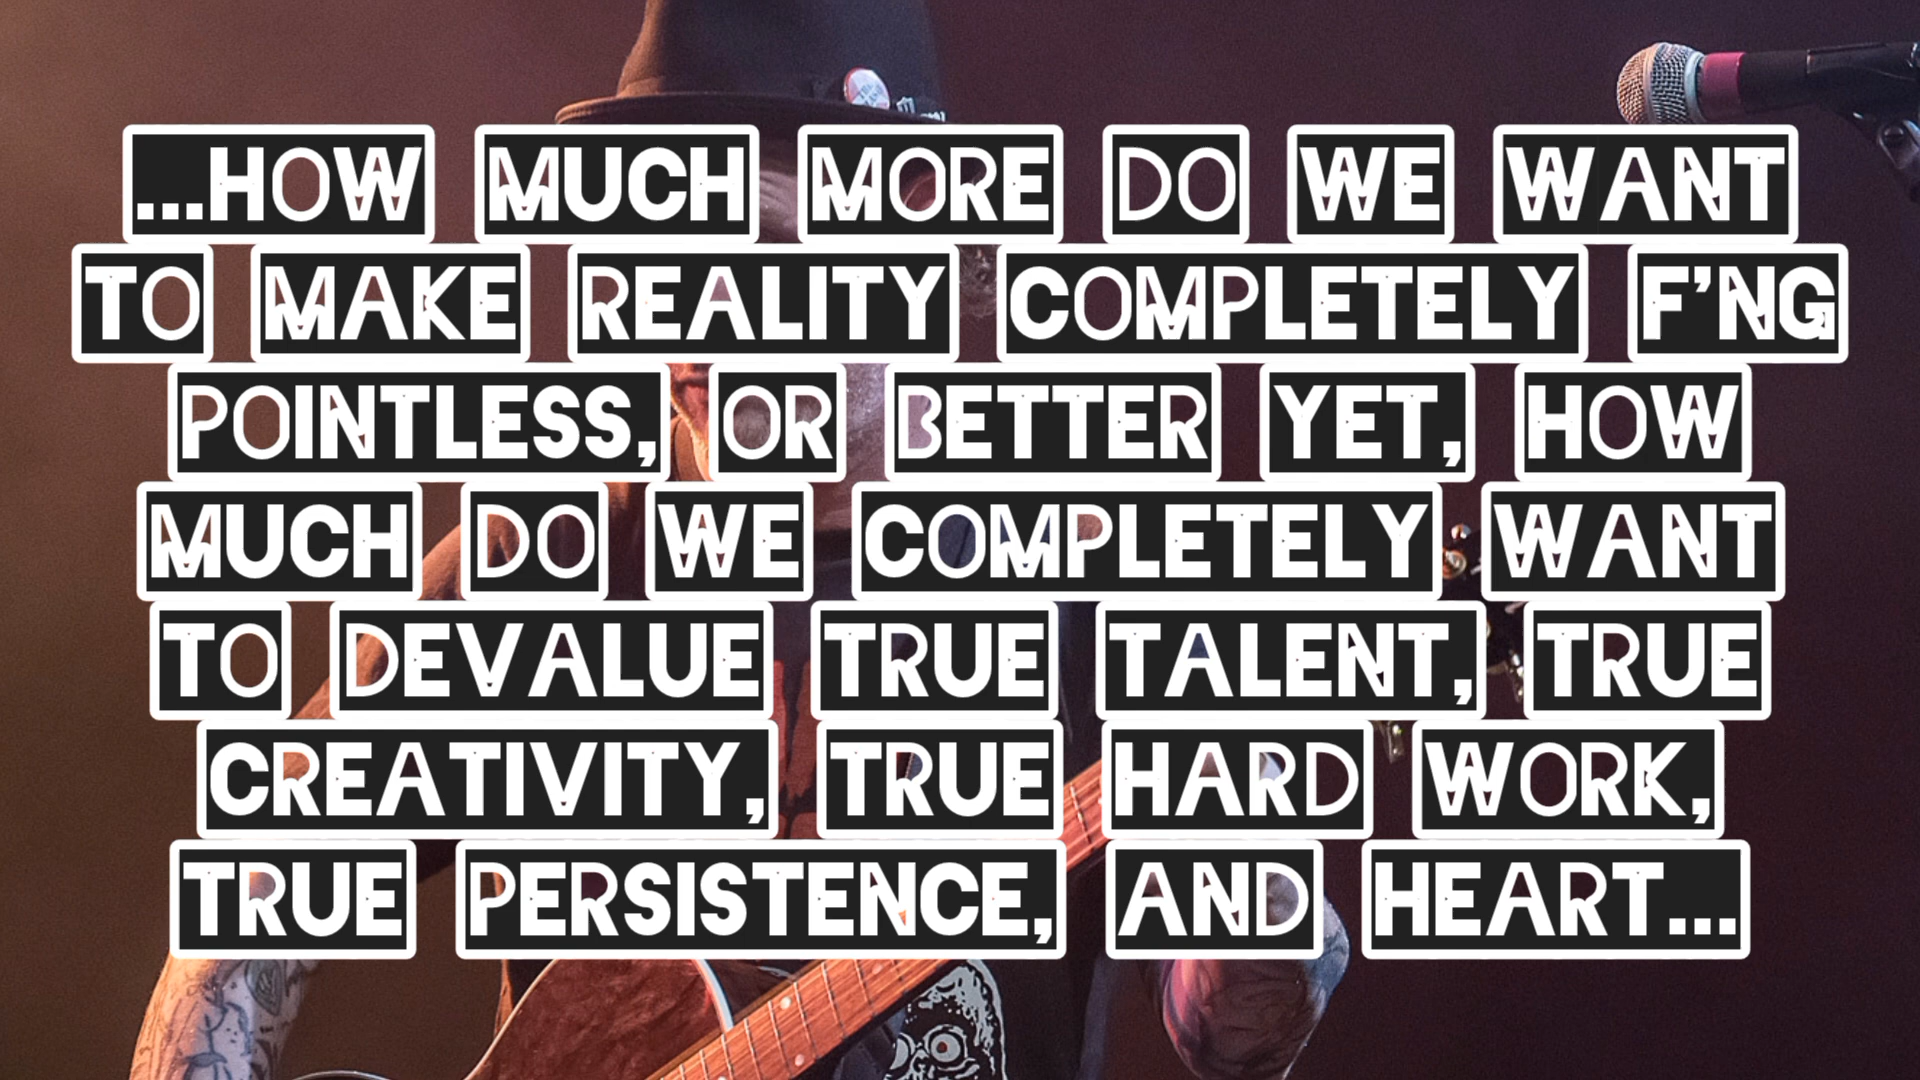 ...HOW MUCH MORE DO WE WANT
TO MAKE REALITY COMPLETELY F'NG
POINTLESS, OR BETTER YET, HOW
MUCH DO WE COMPLETELY WANT
TO DEVALUE TRUE TALENT, TRUE
CREATIVITY, TRUE HARD WORK,
TRUE PERSISTENCE, AND HEART...